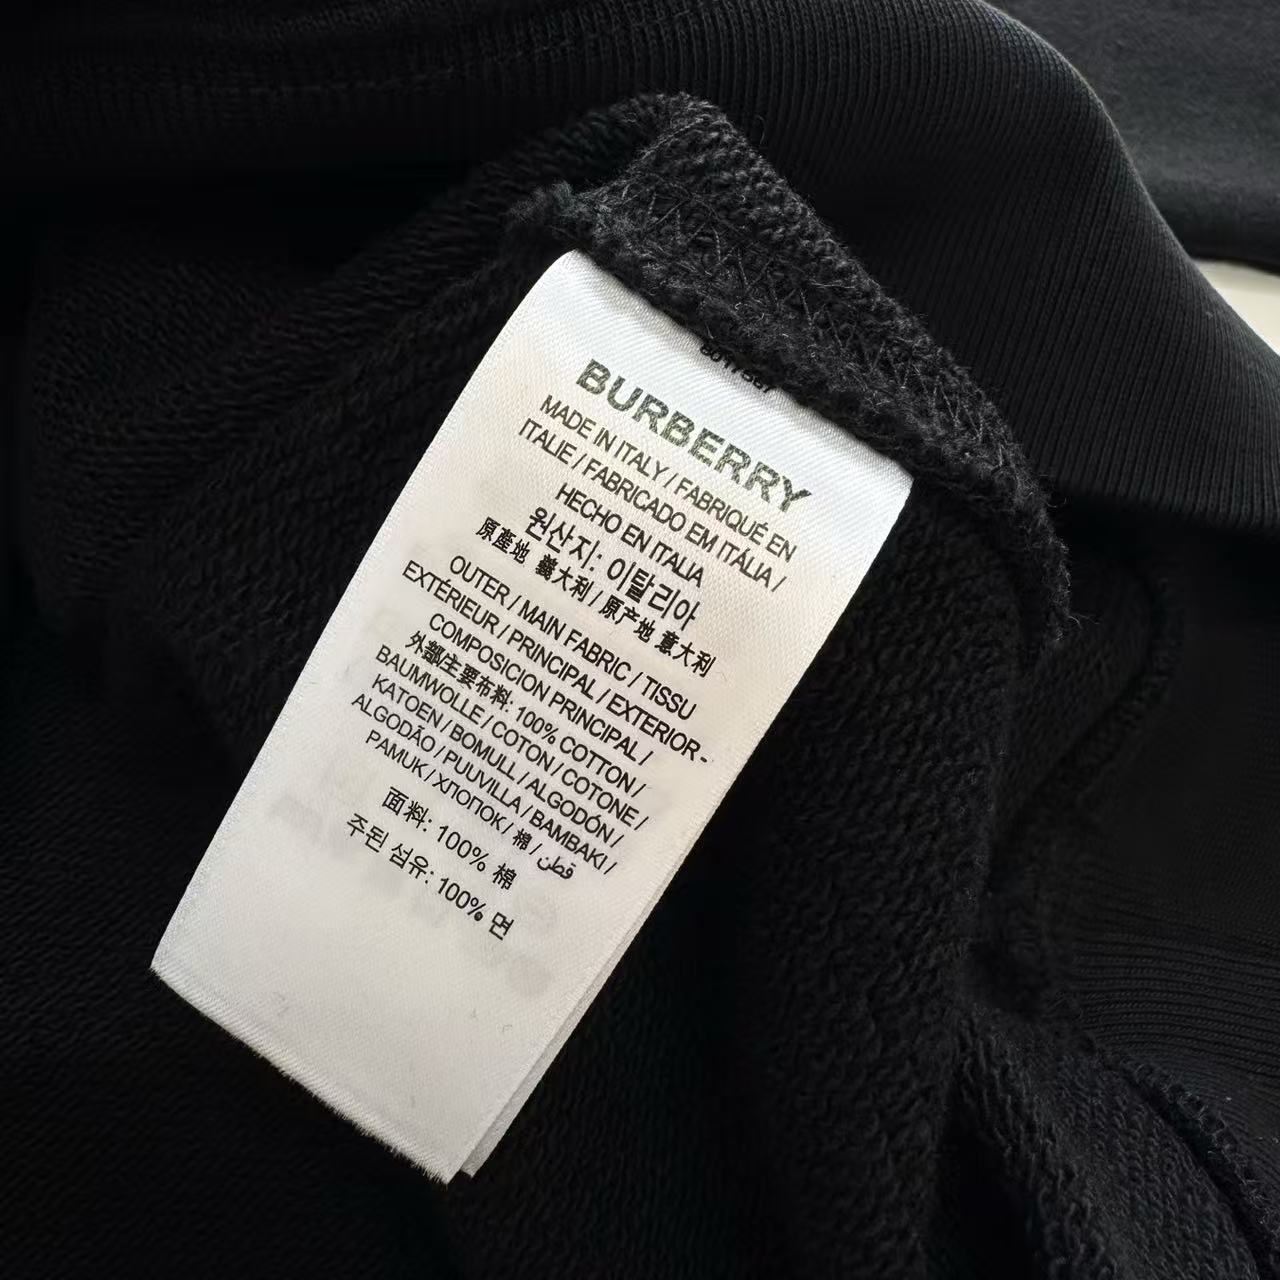 BURBERRY
MADE IN ITALY / FABRIQUÉ EN
ITALIE / FABRICADO EM ITÁLIA /
HECHO EN ITALIA
원산지: 이탈리아
原產地 義大利 / 原产地 意大利
OUTER / MAIN FABRIC / TISSU
EXTÉRIEUR / PRINCIPAL / EXTERIOR -
COMPOSICION PRINCIPAL /
外部主要布料: 100% COTTON /
BAUMWOLLE / COTON / COTONE /
KATOEN / BOMULL / ALGODÓN /
ALGODÃO / PUUVILLA / BAMBAKI /
PAMUK / ХЛОПОК / 棉 / قطن
面料: 100% 棉
주된 섬유: 100% 면